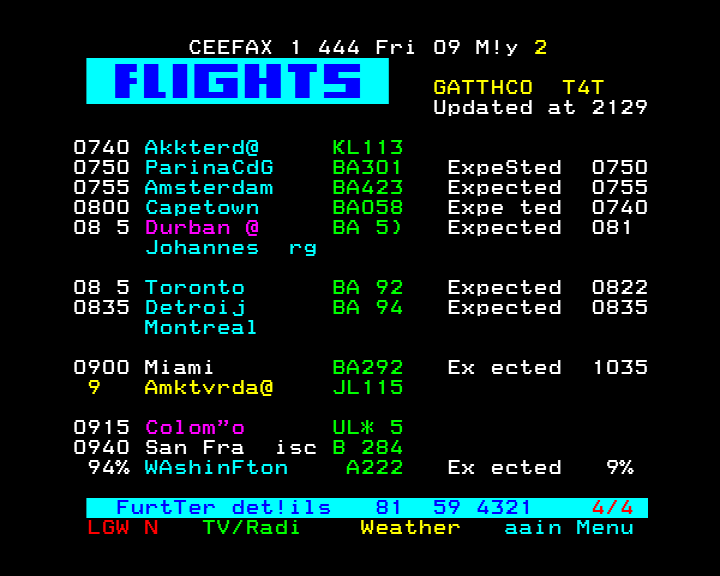 CEEFAX 1 444 Fri 09 M!y 2
FLIGHTS
GATTHCO T4T
Updated at 2129
0740 Akkterd@ KL113
0750 ParinaCdG BA301 ExpeSted 0750
0755 Amsterdam BA423 Expected 0755
0800 Capetown BA058 Expe ted 0740
08 5 Durban @ BA 5) Expected 081
Johannes rg
08 5 Toronto BA 92 Expected 0822
0835 Detroij BA 94 Expected 0835
Montreal
0900 Miami BA292 Ex ected 1035
9 Amktvrda@ JL115
0915 Colom"o UL* 5
0940 San Fra isc B 284
94% WAshinFton A222 Ex ected 9%
FurtTer det!ils 81 59 4321 4/4
LGW N TV/Radi Weather aain Menu